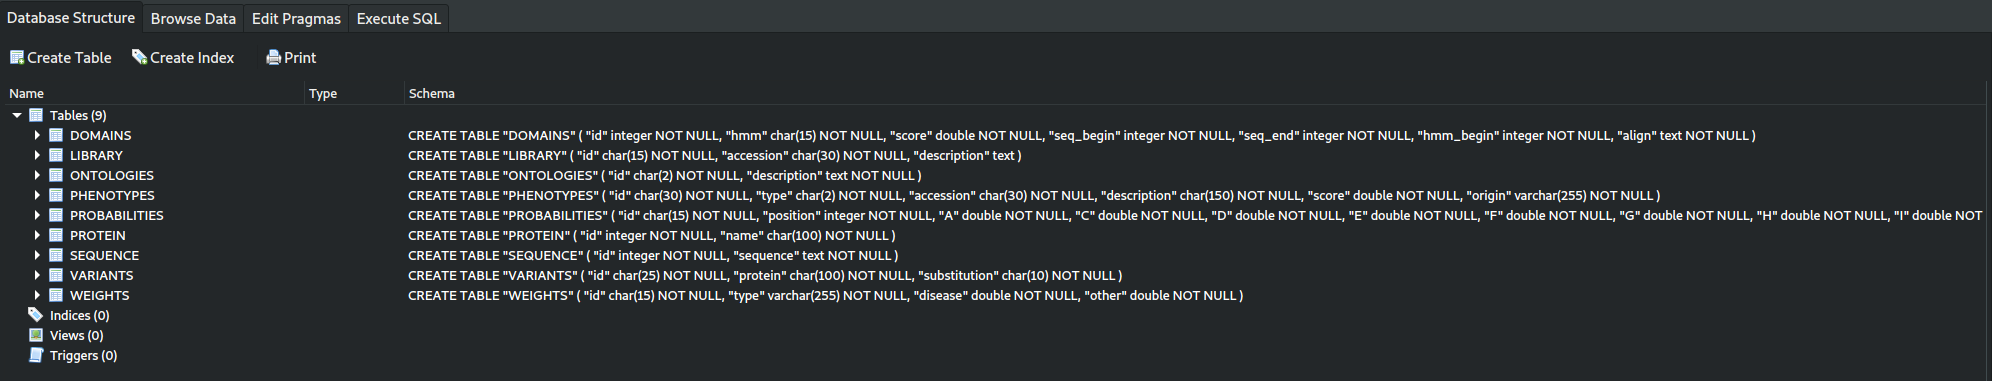 Database Structure Browse Data Edit Pragmas Execute SQL
Create Table Create Index Print
Name Type Schema
Tables (9)
DOMAINS CREATE TABLE "DOMAINS" ( "id" integer NOT NULL, "hmm" char(15) NOT NULL, "score" double NOT NULL, "seq_begin" integer NOT NULL, "seq_end" integer NOT NULL, "hmm_begin" integer NOT NULL, "align" text NOT NULL )
LIBRARY CREATE TABLE "LIBRARY" ( "id" char(15) NOT NULL, "accession" char(30) NOT NULL, "description" text )
ONTOLOGIES CREATE TABLE "ONTOLOGIES" ( "id" char(2) NOT NULL, "description" text NOT NULL )
PHENOTYPES CREATE TABLE "PHENOTYPES" ( "id" char(30) NOT NULL, "type" char(2) NOT NULL, "accession" char(30) NOT NULL, "description" char(150) NOT NULL, "score" double NOT NULL, "origin" varchar(255) NOT NULL )
PROBABILITIES CREATE TABLE "PROBABILITIES" ( "id" char(15) NOT NULL, "position" integer NOT NULL, "A" double NOT NULL, "C" double NOT NULL, "D" double NOT NULL, "E" double NOT NULL, "F" double NOT NULL, "G" double NOT NULL, "H" double NOT NULL, "I" double NOT
PROTEIN CREATE TABLE "PROTEIN" ( "id" integer NOT NULL, "name" char(100) NOT NULL )
SEQUENCE CREATE TABLE "SEQUENCE" ( "id" integer NOT NULL, "sequence" text NOT NULL )
VARIANTS CREATE TABLE "VARIANTS" ( "id" char(25) NOT NULL, "protein" char(100) NOT NULL, "substitution" char(10) NOT NULL )
WEIGHTS CREATE TABLE "WEIGHTS" ( "id" char(15) NOT NULL, "type" varchar(255) NOT NULL, "disease" double NOT NULL, "other" double NOT NULL )
Indices (0)
Views (0)
Triggers (0)